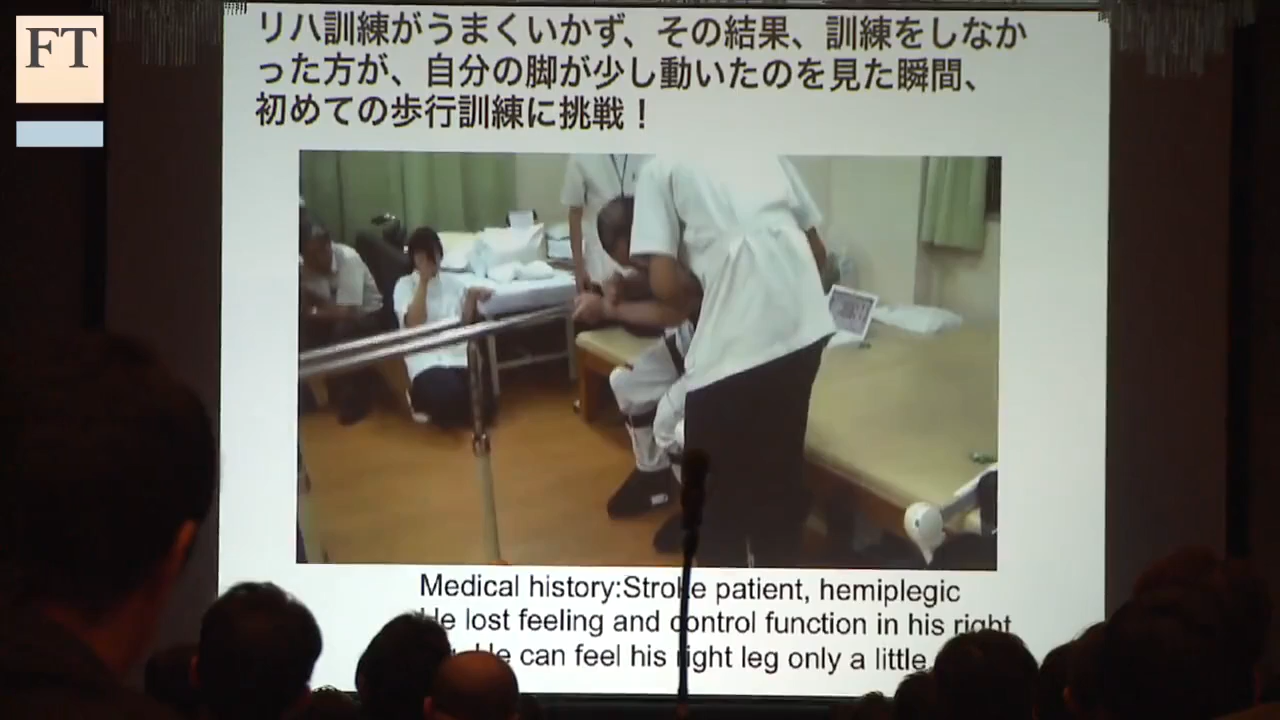 FT
リハ訓練がうまくいかず、その結果、訓練をしなか
った方が、自分の脚が少し動いたのを見た瞬間、
初めての歩行訓練に挑戦！
Medical history:Stroke patient, hemiplegic
He lost feeling and control function in his right
He can feel his right leg only a little.